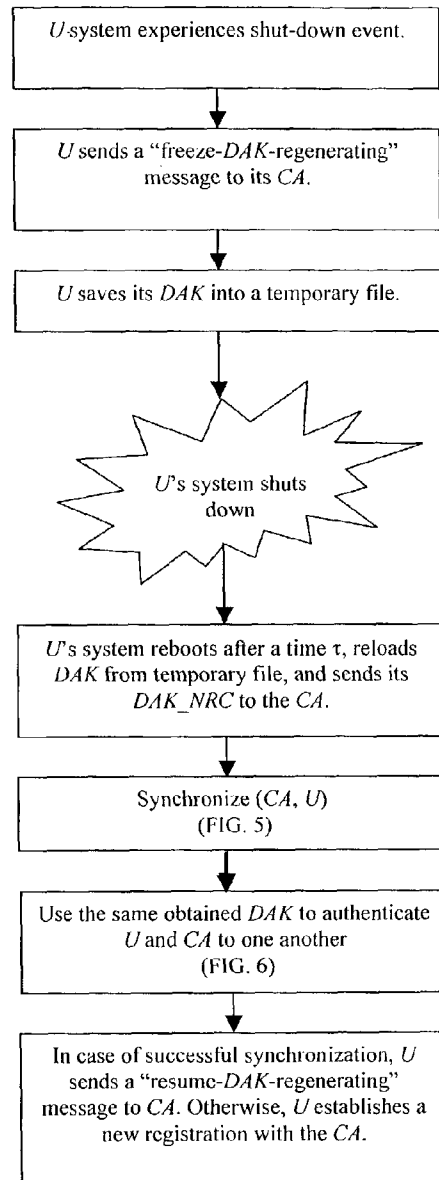 U-system experiences shut-down event.
U sends a “freeze-DAK-regenerating”
message to its CA.
U saves its DAK into a temporary file.
U’s system shuts
down
U’s system reboots after a time τ, reloads
DAK from temporary file, and sends its
DAK_NRC to the CA.
Synchronize (CA, U)
(FIG. 5)
Use the same obtained DAK to authenticate
U and CA to one another
(FIG. 6)
In case of successful synchronization, U
sends a “resume-DAK-regenerating”
message to CA. Otherwise, U establishes a
new registration with the CA.